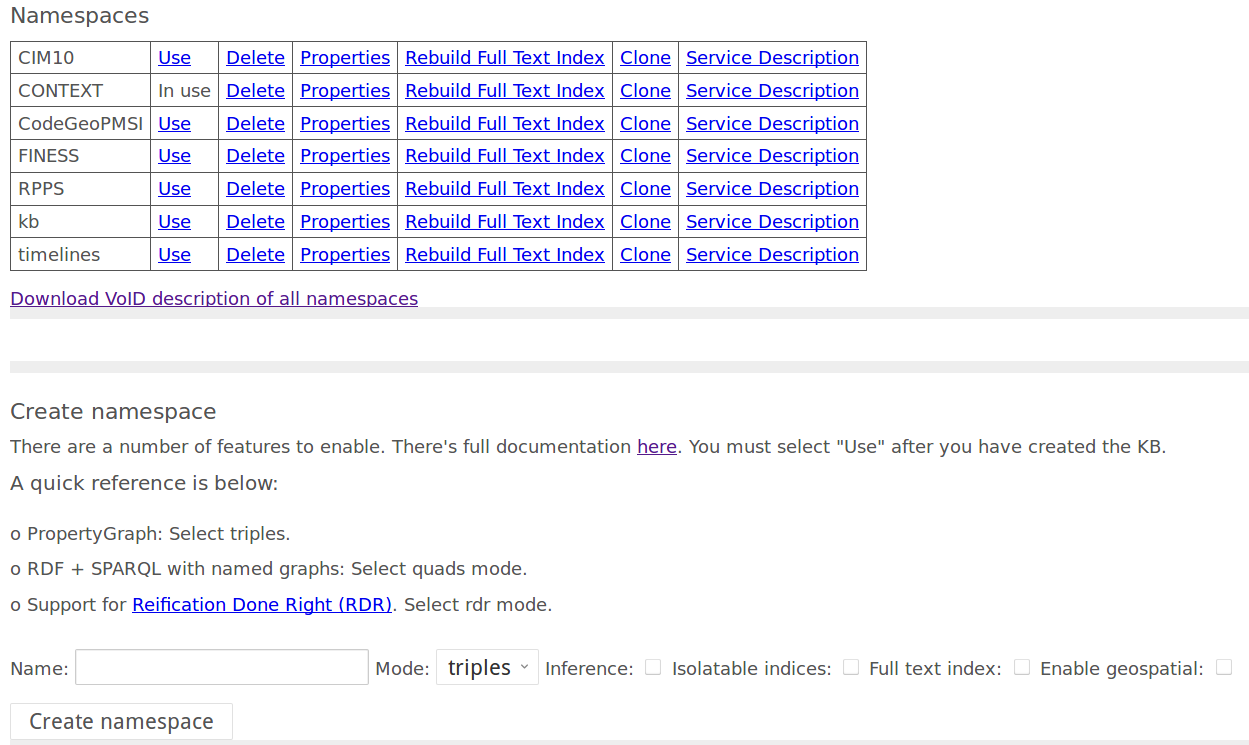 Namespaces
CIM10 Use Delete Properties Rebuild Full Text Index Clone Service Description
CONTEXT In use Delete Properties Rebuild Full Text Index Clone Service Description
CodeGeoPMSI Use Delete Properties Rebuild Full Text Index Clone Service Description
FINESS Use Delete Properties Rebuild Full Text Index Clone Service Description
RPPS Use Delete Properties Rebuild Full Text Index Clone Service Description
kb Use Delete Properties Rebuild Full Text Index Clone Service Description
timelines Use Delete Properties Rebuild Full Text Index Clone Service Description
Download VoID description of all namespaces
Create namespace
There are a number of features to enable. There's full documentation here. You must select "Use" after you have created the KB.
A quick reference is below:
o PropertyGraph: Select triples.
o RDF + SPARQL with named graphs: Select quads mode.
o Support for Reification Done Right (RDR). Select rdr mode.
Name: Mode: triples Inference: Isolatable indices: Full text index: Enable geospatial:
Create namespace